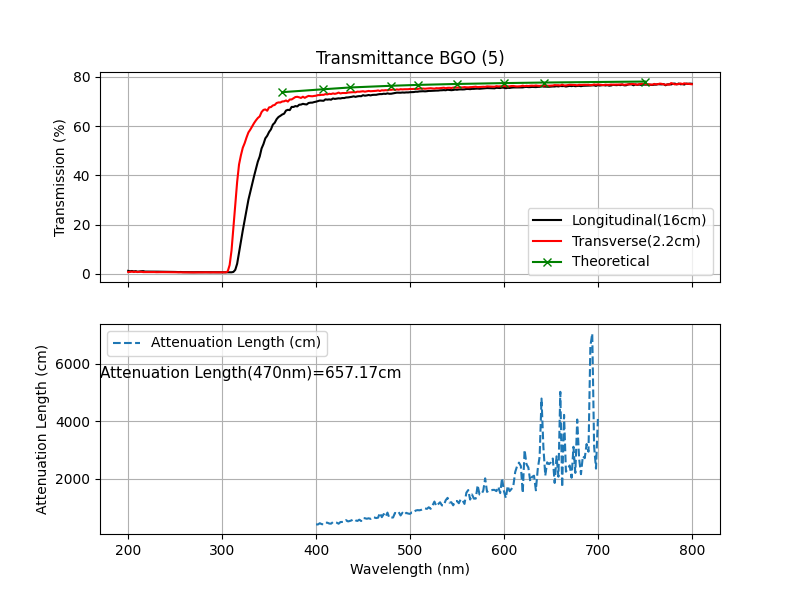 Transmittance BGO (5)
Transmission (%)
80
60
40
20
0
Longitudinal(16cm)
Transverse(2.2cm)
Theoretical
Attenuation Length (cm)
6000
4000
2000
Attenuation Length (cm)
Attenuation Length(470nm)=657.17cm
200 300 400 500 600 700 800
Wavelength (nm)